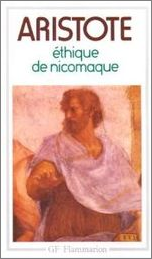 ARISTOTE
éthique
de nicomaque
GF Flammarion